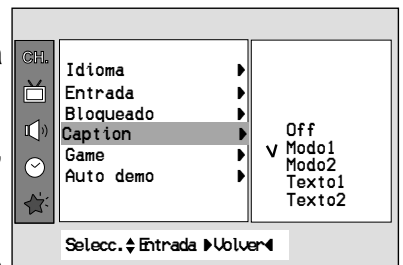 CH.
Idioma
Entrada
Bloqueado
Caption
Game
Auto demo
Off
Modo1
Modo2
Texto1
Texto2
Selecc. Entrada Volver